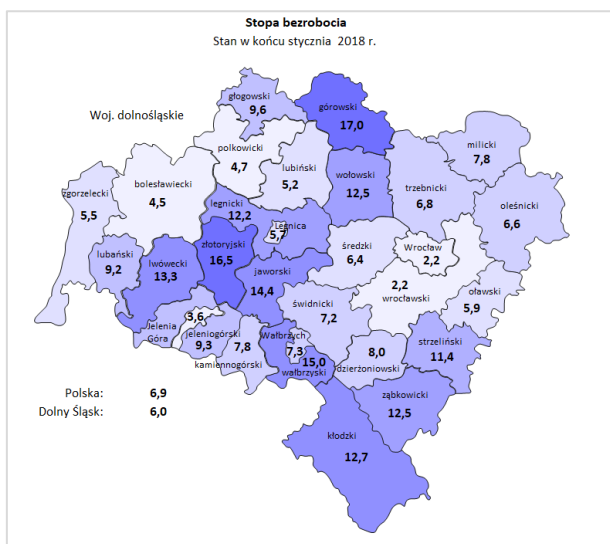 Stopa bezrobocia
Stan w końcu stycznia 2018 r.
Woj. dolnośląskie
głogowski
9,6
górowski
17,0
polkowicki
4,7
lubiński
5,2
wołowski
12,5
milicki
7,8
trzebnicki
6,8
oleśnicki
6,6
zgorzelecki
5,5
bolesławiecki
4,5
legnicki
12,2
Legnica
5,7
lubański
9,2
lwówecki
13,3
złotoryjski
16,5
jaworski
14,4
średzki
6,4
Wrocław
2,2
2,2
wrocławski
oławski
5,9
Jelenia
Góra
3,6
jeleniogórski
9,3
7,8
kamiennogórski
świdnicki
7,2
Wałbrzych
7,3
15,0
wałbrzyski
8,0
dzierżoniowski
strzeliński
11,4
ząbkowicki
12,5
kłodzki
12,7
Polska: 6,9
Dolny Śląsk: 6,0